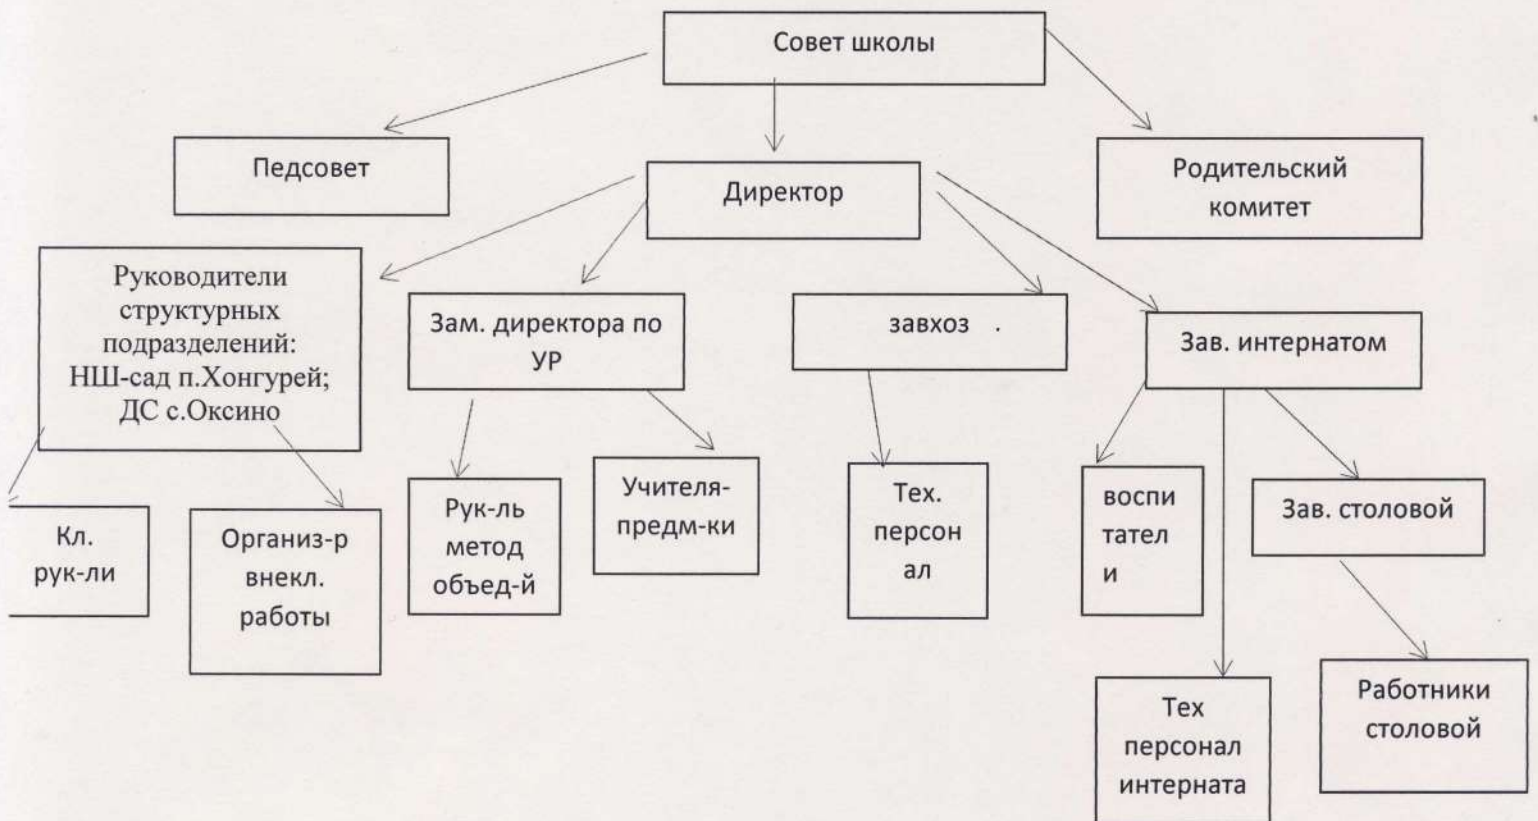 Совет школы
Педсовет
Директор
Родительский
комитет
Руководители
структурных
подразделений:
НШ-сад п.Хонгурей;
ДС с.Оксино
Зам. директора по
УР
завхоз .
Зав. интернатом
Кл.
рук-ли
Организ-р
внекл.
работы
Рук-ль
метод
объед-й
Учителя-
предм-ки
Тех.
персон
ал
воспи
тател
и
Зав. столовой
Тех
персонал
интерната
Работники
столовой